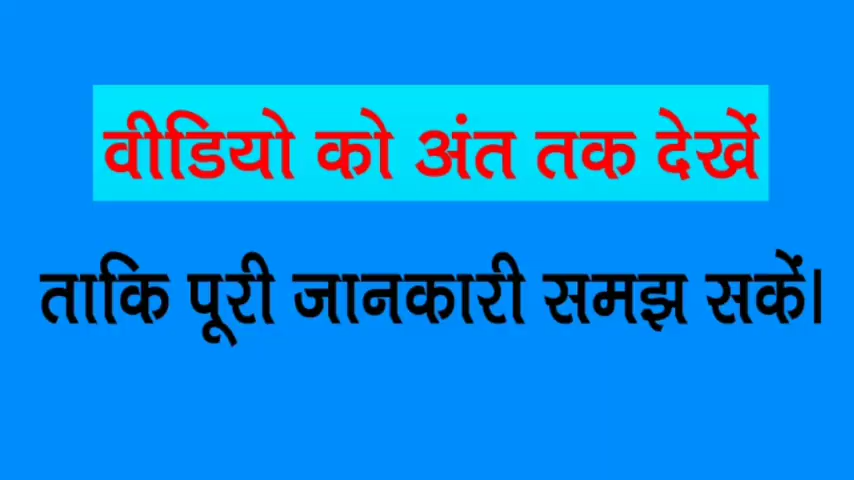 वीडियो को अंत तक देखें
ताकि पूरी जानकारी समझ सकें।